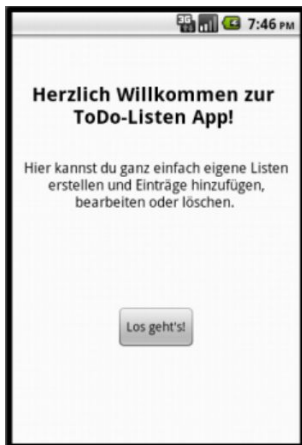 3G
7:46 PM
Herzlich Willkommen zur
ToDo-Listen App!
Hier kannst du ganz einfach eigene Listen
erstellen und Einträge hinzufügen,
bearbeiten oder löschen.
Los geht's!